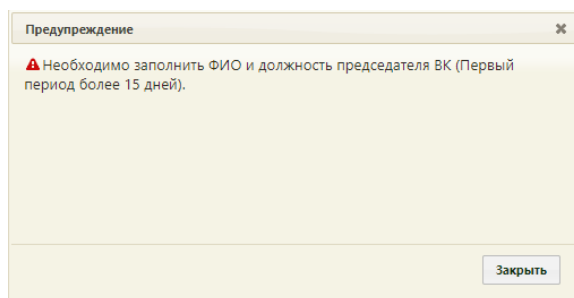 Предупреждение
Необходимо заполнить ФИО и должность председателя ВК (Первый
период более 15 дней).
Закрыть